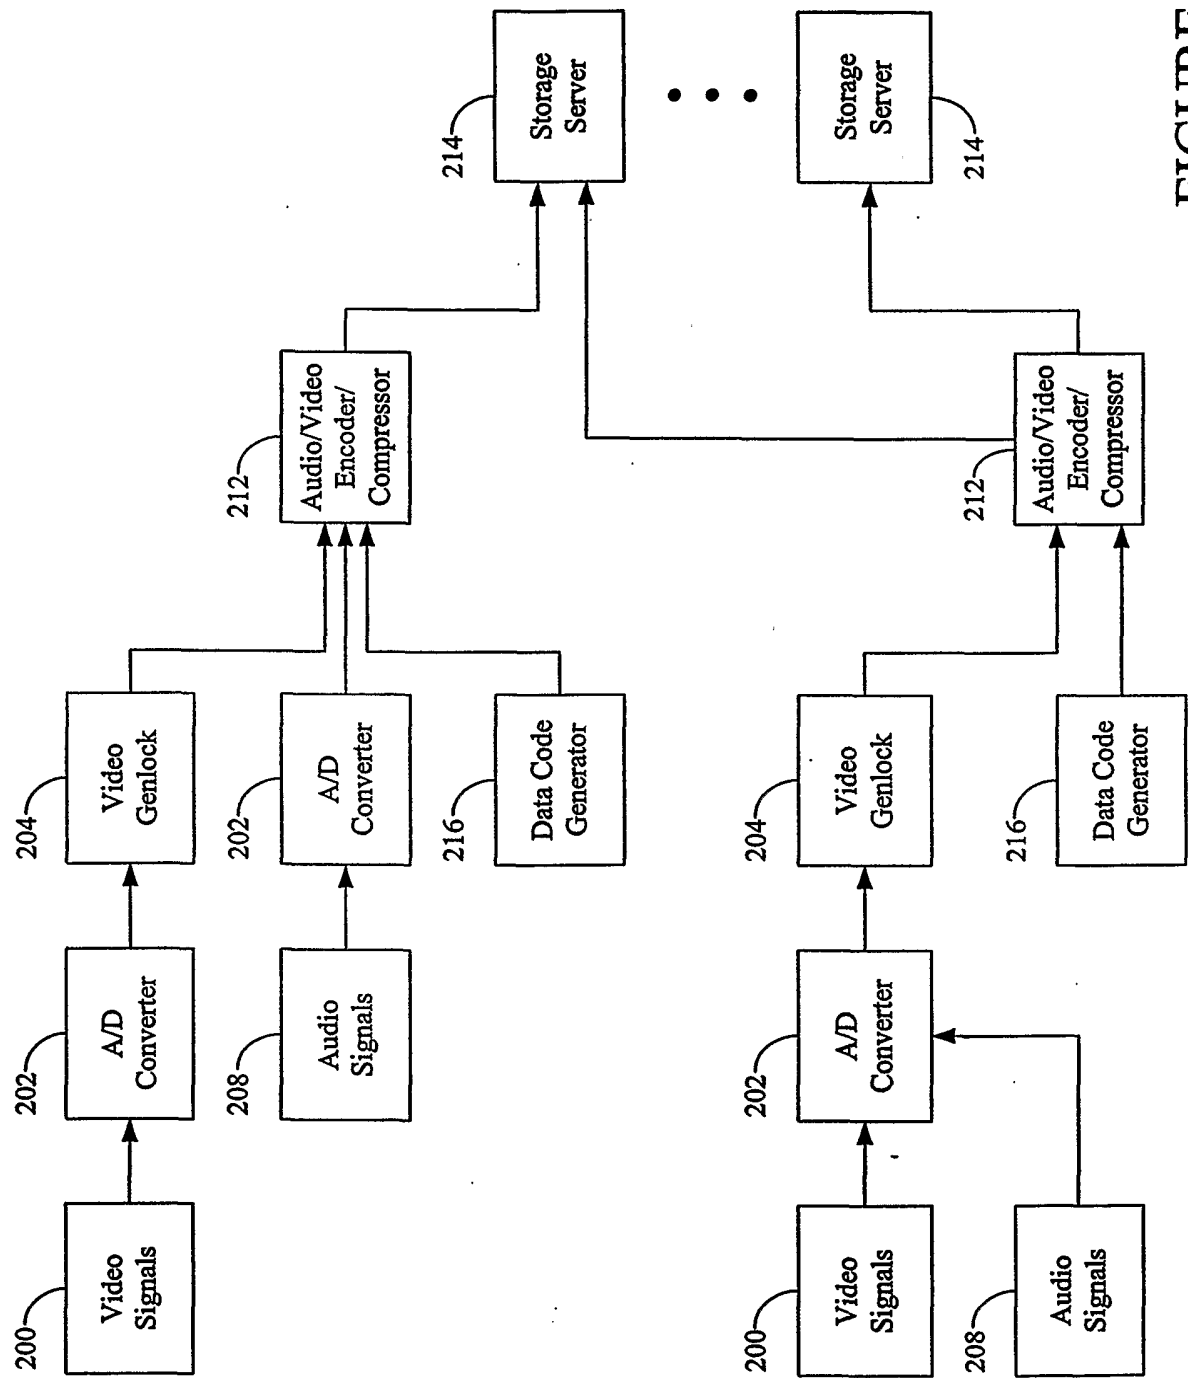 200
202
204
Video
Signals
A/D
Converter
Video
Genlock
208
202
212
Audio
Signals
A/D
Converter
Audio/Video
Encoder/
Compressor
216
214
Data Code
Generator
Storage
Server
200
202
204
Video
Signals
A/D
Converter
Video
Genlock
Storage
Server
208
212
214
Audio
Signals
Audio/Video
Encoder/
Compressor
216
Data Code
Generator
FIGURE